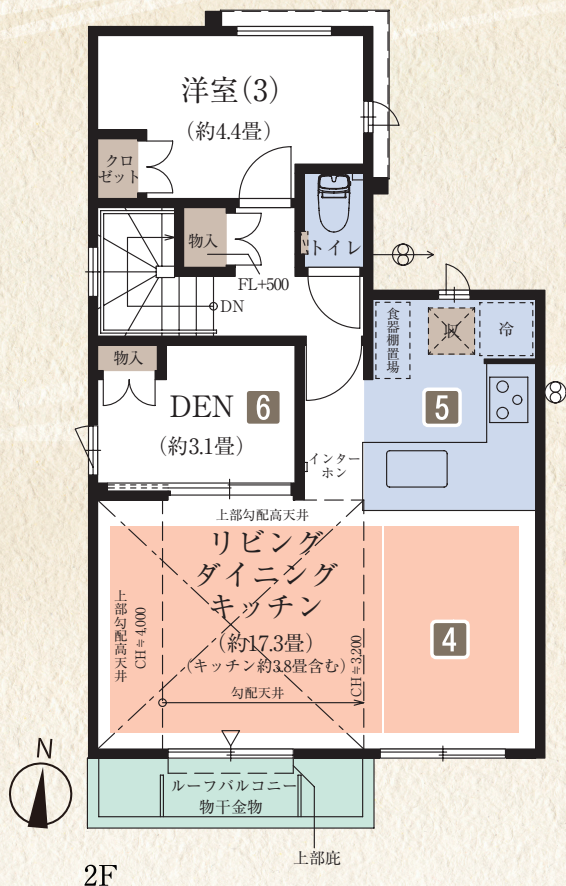 洋室(3)
(約4.4畳)
クロ
ゼット
物入
トイレ
8
FL+500
DN
食器棚置場
収
冷
物入
DEN 6
(約3.1畳)
5
8
インター
ホン
上部勾配高天井
リビング
ダイニング
キッチン
(約17.3畳)
(キッチン約3.8畳含む)
上部勾配高天井
CH≒4,000
CH≒3,200
勾配天井
4
N
ルーフバルコニー
物干金物
上部庇
2F